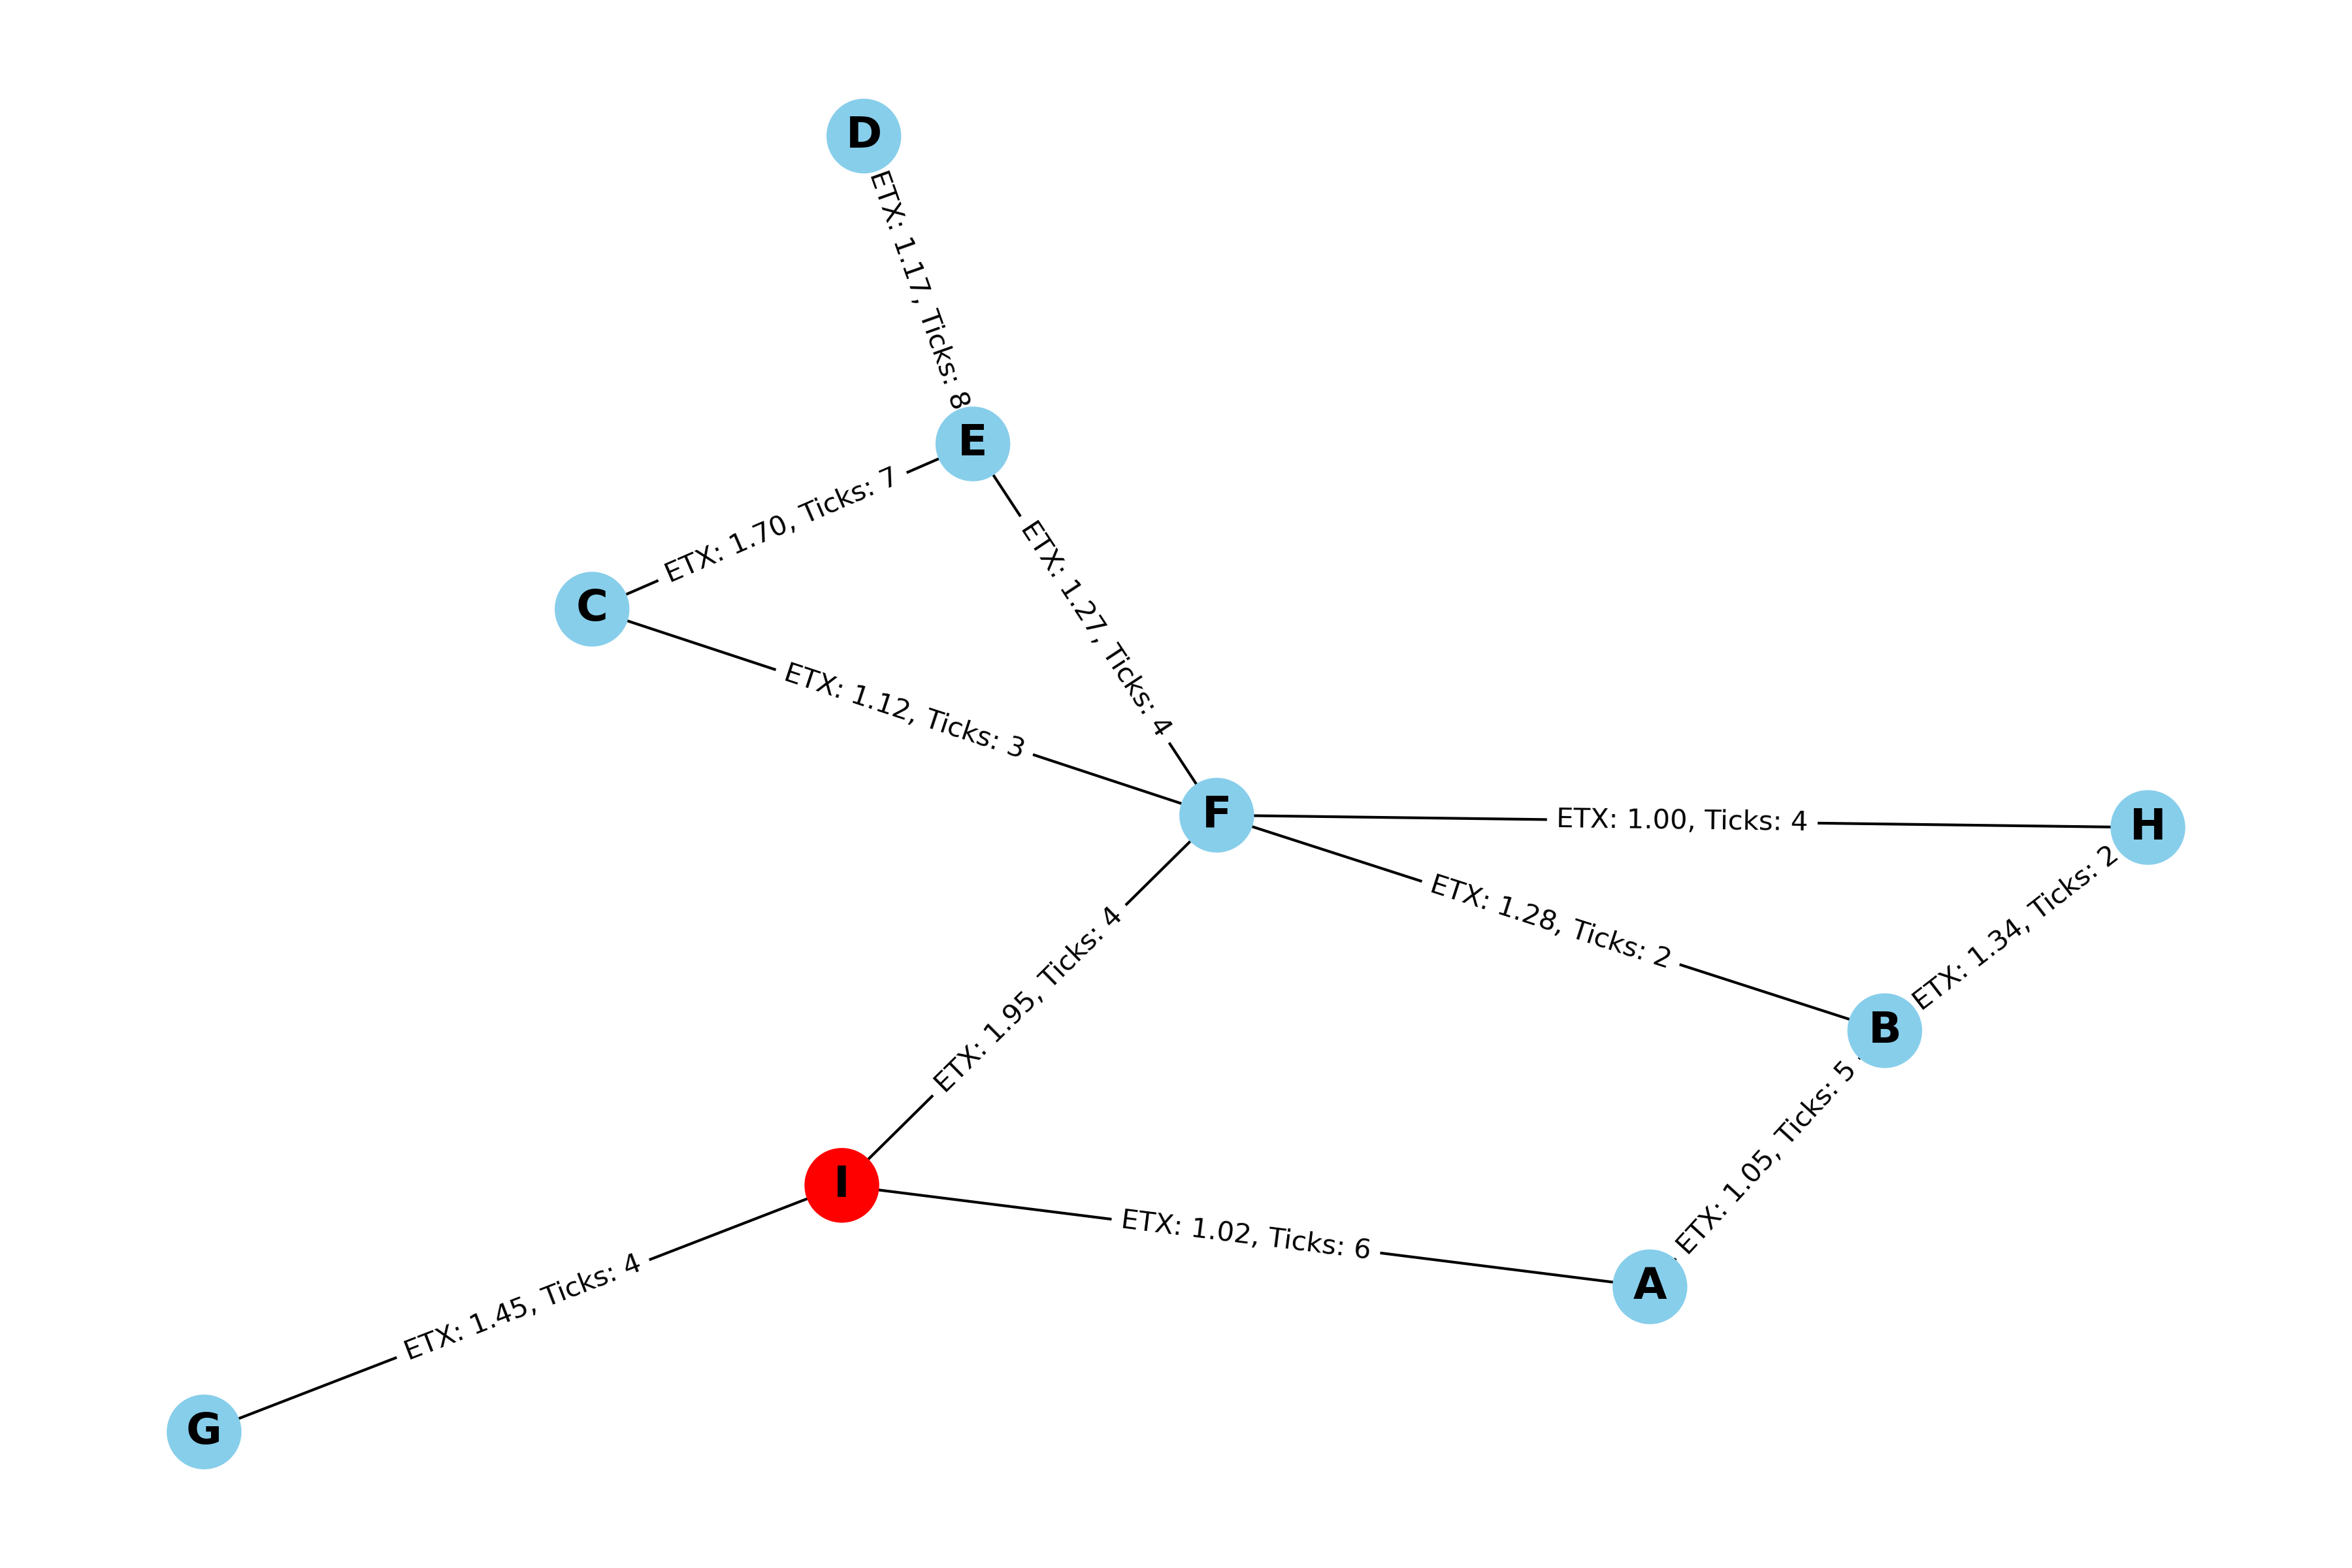 D
ETX: 1.17, Ticks: 8
E
ETX: 1.70, Ticks: 7
ETX: 1.27, Ticks: 4
C
ETX: 1.12, Ticks: 3
F
ETX: 1.00, Ticks: 4
H
ETX: 1.28, Ticks: 2
ETX: 1.34, Ticks: 2
ETX: 1.95, Ticks: 4
B
ETX: 1.05, Ticks: 5
I
ETX: 1.02, Ticks: 6
A
ETX: 1.45, Ticks: 4
G